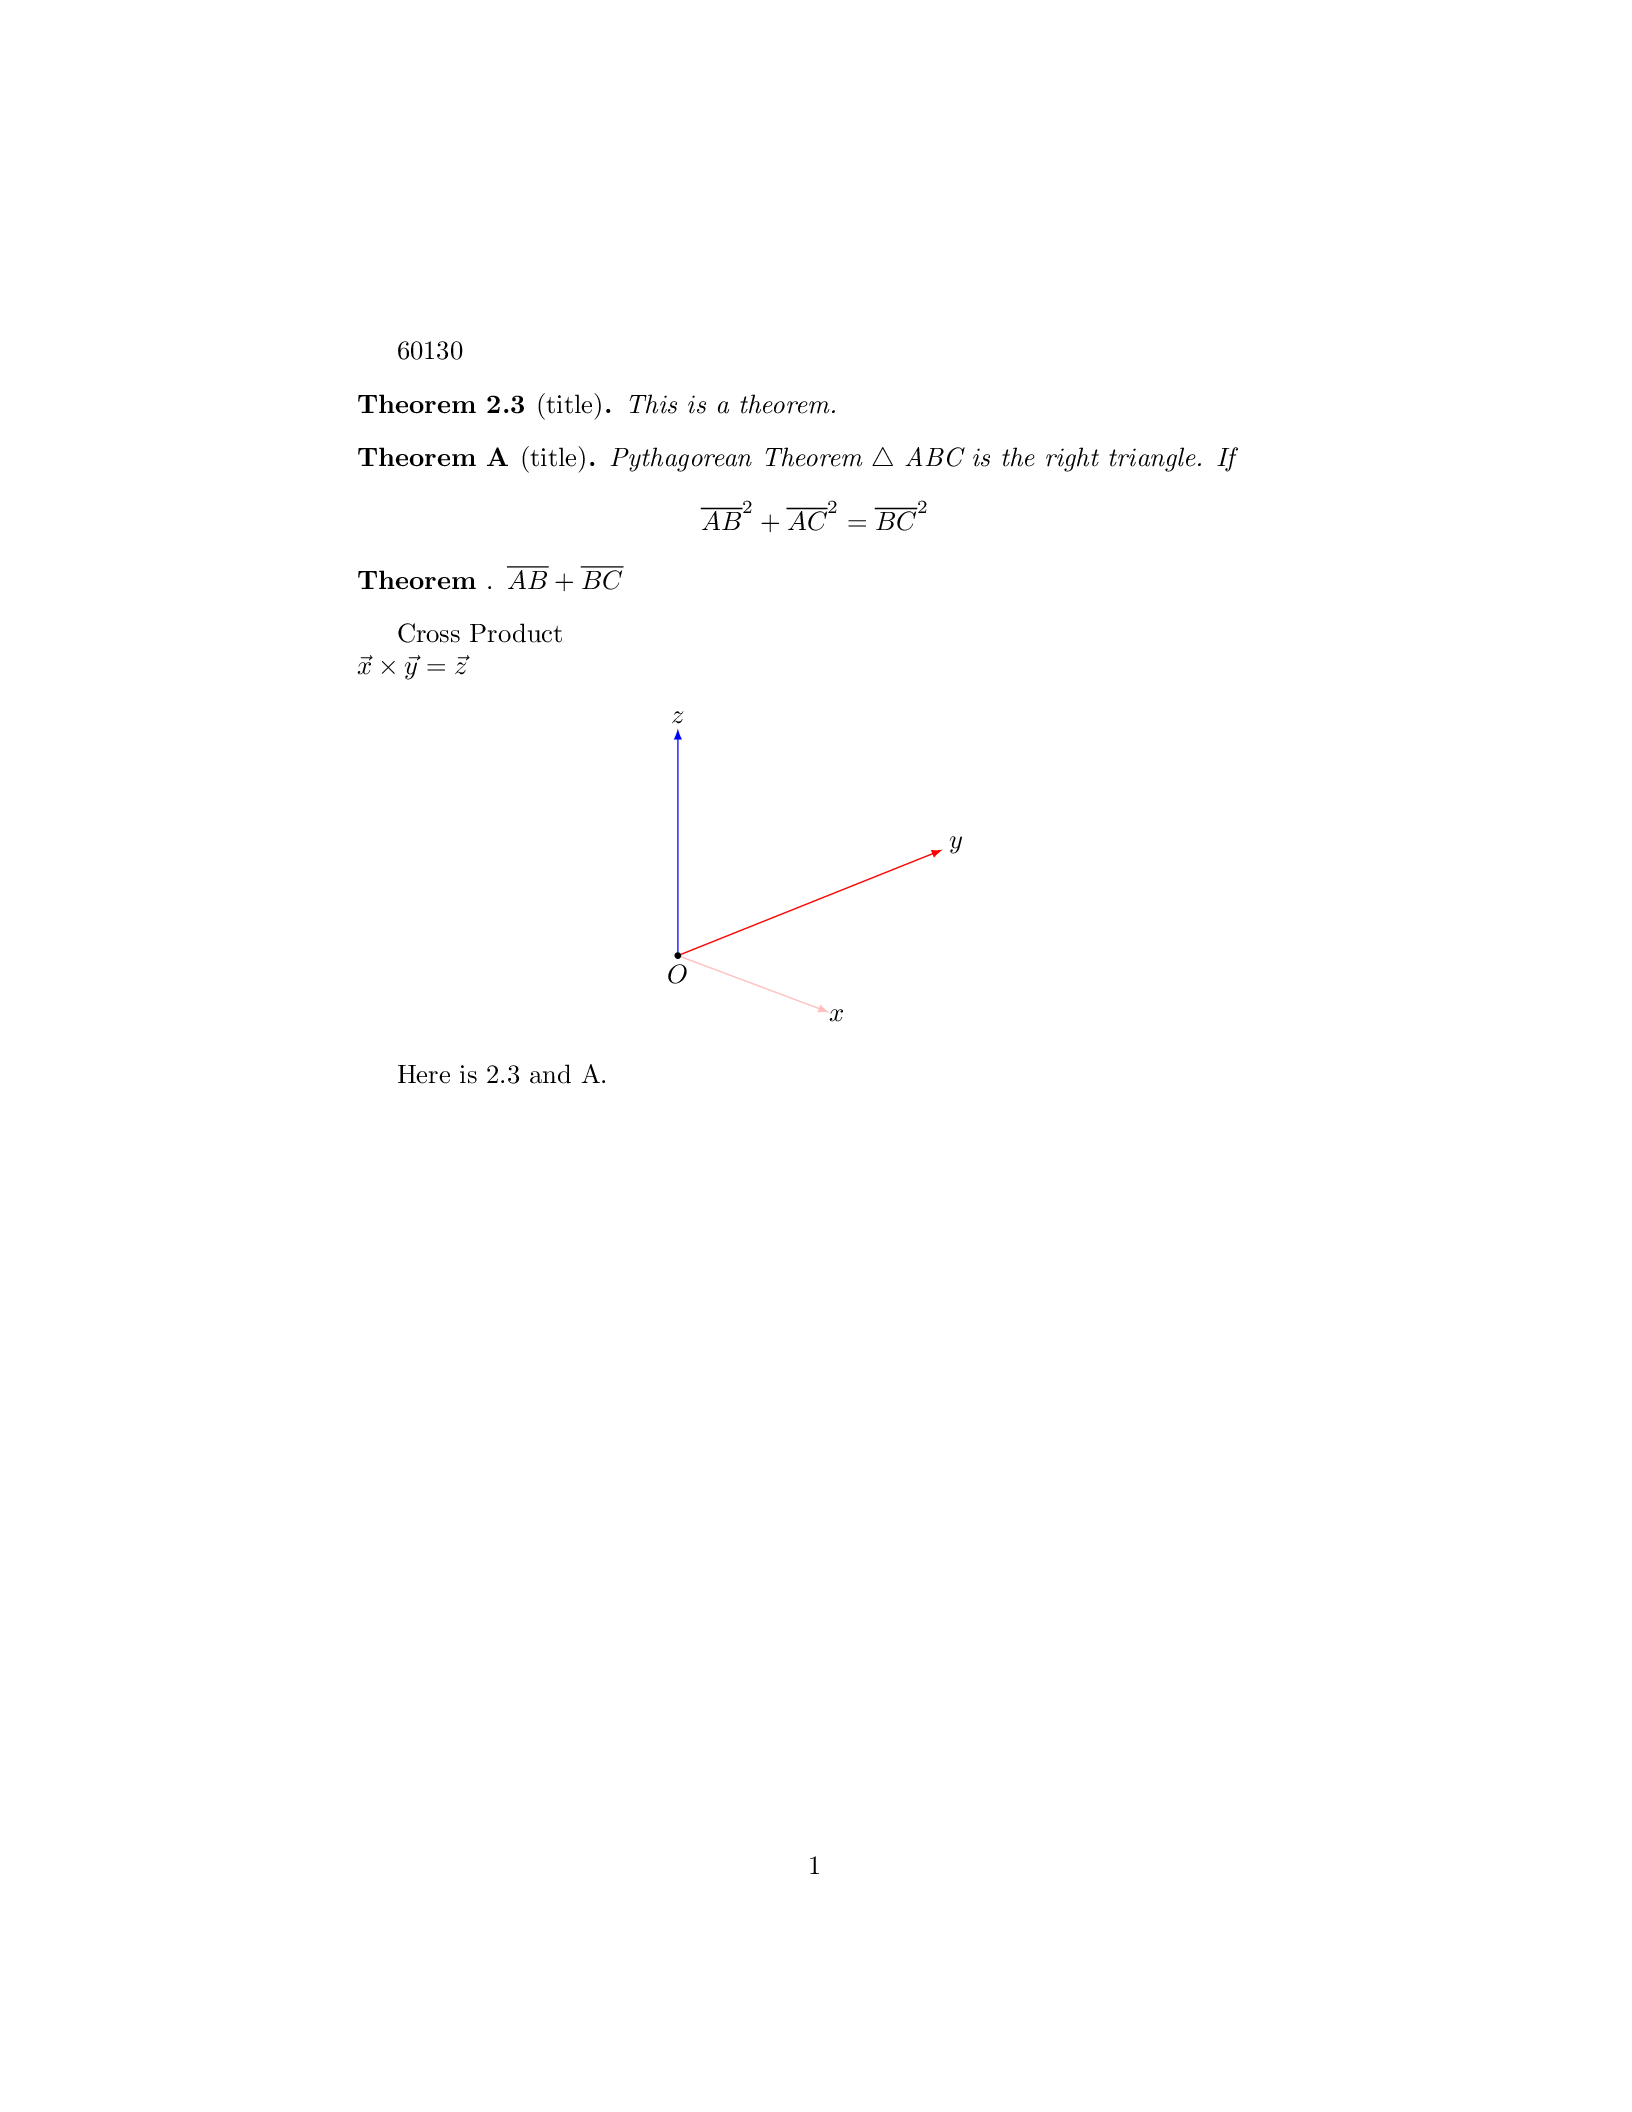 60130
Theorem 2.3 (title). This is a theorem.
Theorem A (title). Pythagorean Theorem △ ABC is the right triangle. If
$\overline{AB}^2 + \overline{AC}^2 = \overline{BC}^2$
Theorem . $\overline{AB} + \overline{BC}$
Cross Product
$\vec{x} \times \vec{y} = \vec{z}$
z
y
O
x
Here is 2.3 and A.
1